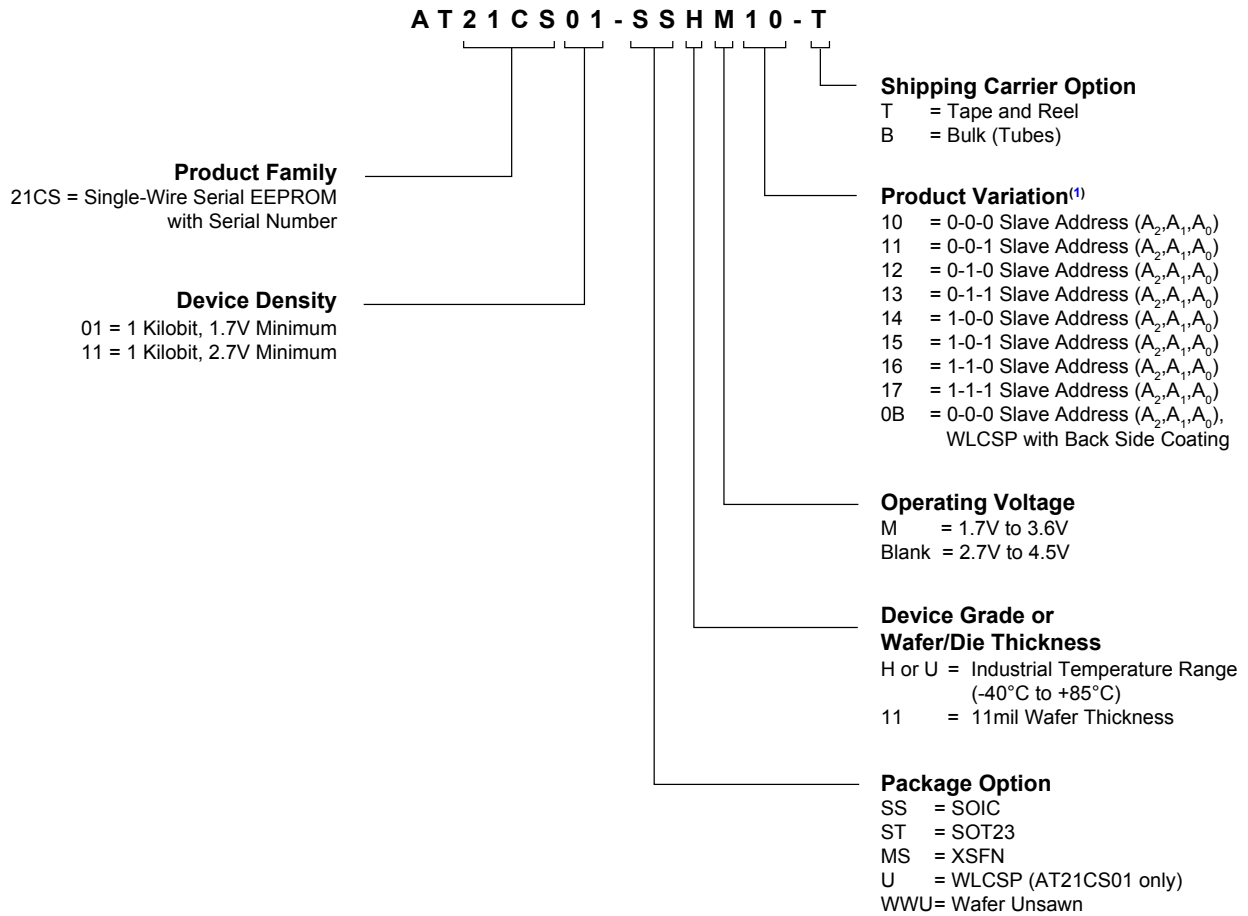 AT21CS01-SSHM10-T
Product Family
21CS = Single-Wire Serial EEPROM
with Serial Number
Device Density
01 = 1 Kilobit, 1.7V Minimum
11 = 1 Kilobit, 2.7V Minimum
Shipping Carrier Option
T = Tape and Reel
B = Bulk (Tubes)
Product Variation(1)
10 = 0-0-0 Slave Address (A2,A1,A0)
11 = 0-0-1 Slave Address (A2,A1,A0)
12 = 0-1-0 Slave Address (A2,A1,A0)
13 = 0-1-1 Slave Address (A2,A1,A0)
14 = 1-0-0 Slave Address (A2,A1,A0)
15 = 1-0-1 Slave Address (A2,A1,A0)
16 = 1-1-0 Slave Address (A2,A1,A0)
17 = 1-1-1 Slave Address (A2,A1,A0)
0B = 0-0-0 Slave Address (A2,A1,A0),
WLCSP with Back Side Coating
Operating Voltage
M = 1.7V to 3.6V
Blank = 2.7V to 4.5V
Device Grade or
Wafer/Die Thickness
H or U = Industrial Temperature Range
(-40°C to +85°C)
11 = 11mil Wafer Thickness
Package Option
SS = SOIC
ST = SOT23
MS = XSFN
U = WLCSP (AT21CS01 only)
WWU= Wafer Unsawn